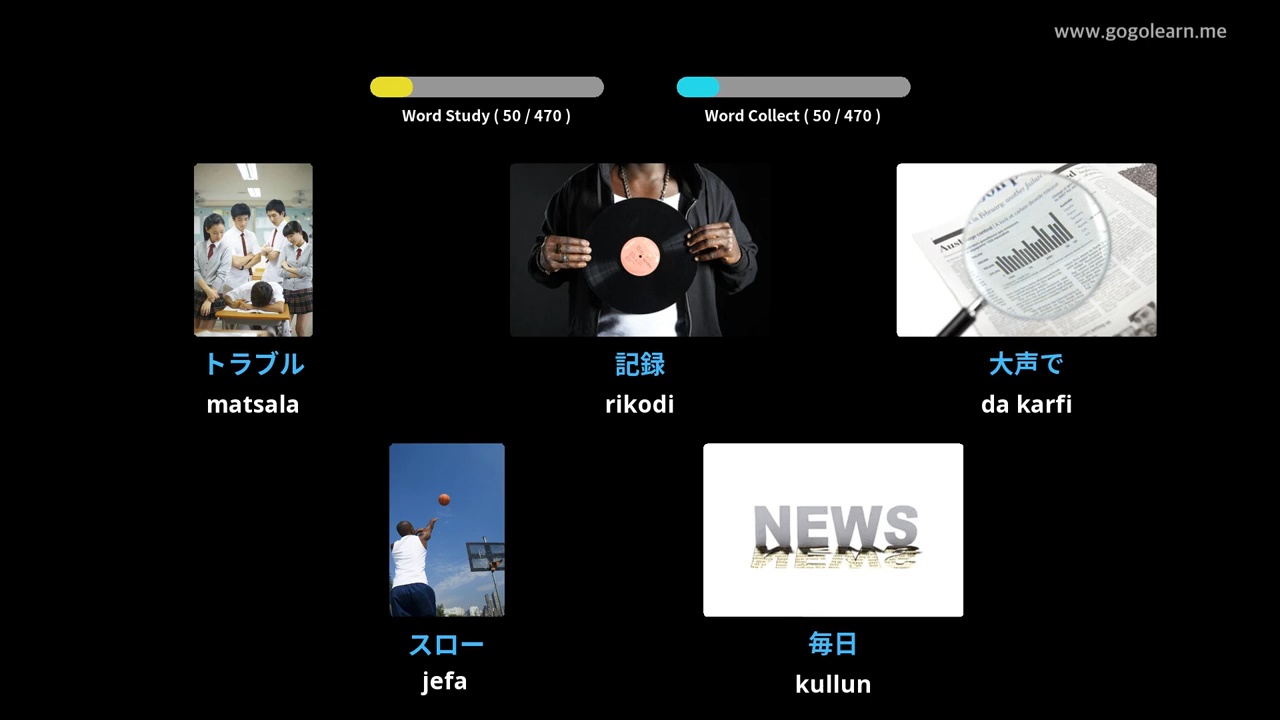 www.gogolearn.me
Word Study ( 50 / 470 )
Word Collect ( 50 / 470 )
トラブル
matsala
記録
rikodi
大声で
da karfi
スロー
jefa
NEWS
毎日
kullun